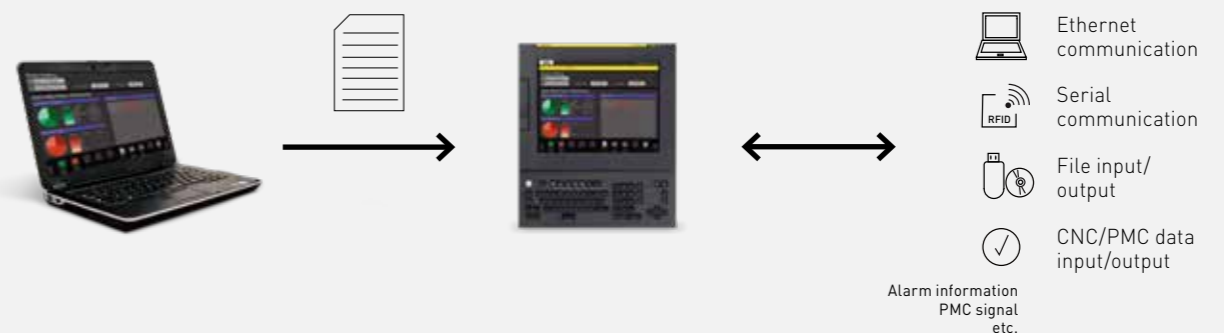 Ethernet
communication
RFID
Serial
communication
File input/
output
CNC/PMC data
input/output
Alarm information
PMC signal
etc.